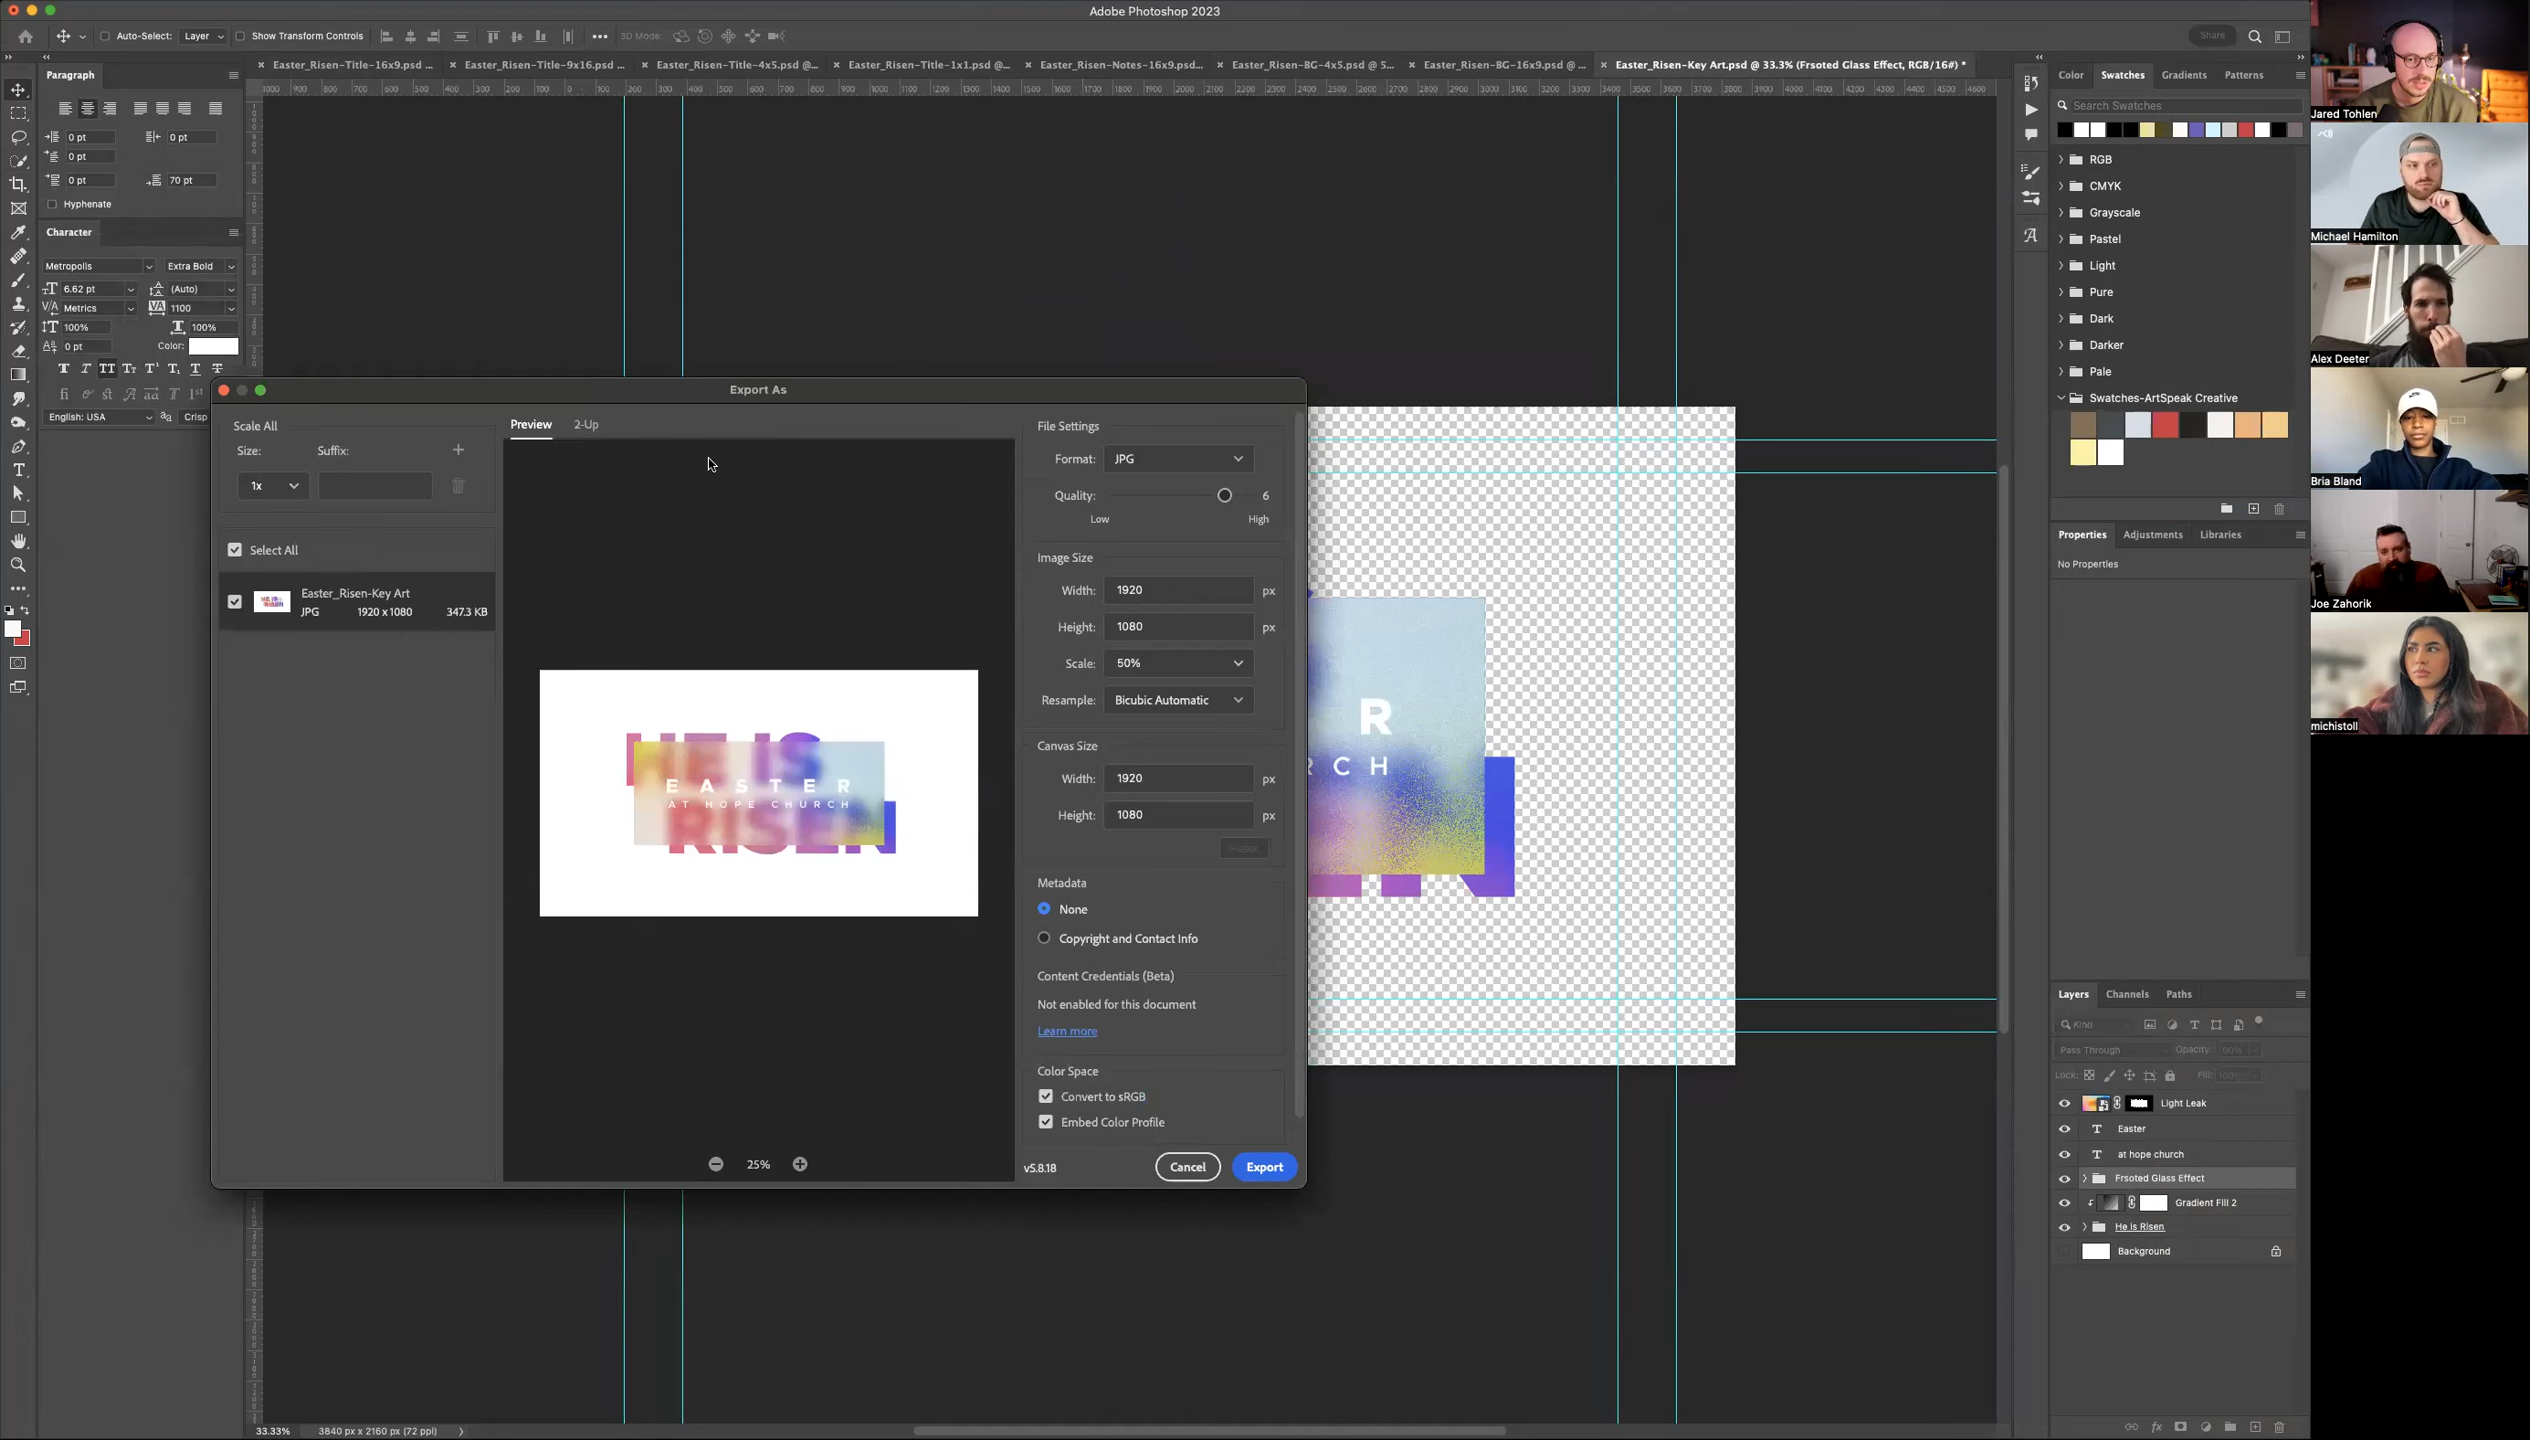 Adobe Photoshop 2023
Auto-Select: Layer Show Transform Controls 3D Mode: Share
Easter_Risen-Title-16x9.psd ... Easter_Risen-Title-9x16.psd ... Easter_Risen-Title-4x5.psd @... Easter_Risen-Title-1x1.psd @... Easter_Risen-Notes-16x9.psd... Easter_Risen-BG-4x5.psd @ 5... Easter_Risen-BG-16x9.psd @ ... Easter_Risen-Key Art.psd @ 33.3% (Frsoted Glass Effect, RGB/16#) *
Paragraph
0 pt 0 pt
0 pt
0 pt 70 pt
Hyphenate
Character
Metropolis Extra Bold
6.62 pt (Auto)
Metrics 1100
100% 100%
0 pt Color:
English: USA Crisp
Export As
Scale All
Size: Suffix:
1x
Select All
Easter_Risen-Key Art
JPG 1920 x 1080 347.3 KB
Preview 2-Up
HE IS
EASTER
AT HOPE CHURCH
RISEN
25%
File Settings
Format: JPG
Quality: 6
Low High
Image Size
Width: 1920 px
Height: 1080 px
Scale: 50%
Resample: Bicubic Automatic
Canvas Size
Width: 1920 px
Height: 1080 px
Reset
Metadata
None
Copyright and Contact Info
Content Credentials (Beta)
Not enabled for this document
Learn more
Color Space
Convert to sRGB
Embed Color Profile
v5.8.18 Cancel Export
R
RCH
EN
33.33% 3840 px x 2160 px (72 ppi)
Color Swatches Gradients Patterns
Search Swatches
RGB
CMYK
Grayscale
Pastel
Light
Pure
Dark
Darker
Pale
Swatches-ArtSpeak Creative
Properties Adjustments Libraries
No Properties
Layers Channels Paths
Kind
Pass Through Opacity:
Lock: Fill:
Light Leak
Easter
at hope church
Frsoted Glass Effect
Gradient Fill 2
He is Risen
Background
Jared Tohlen
Michael Hamilton
Alex Deeter
Bria Bland
Joe Zahorik
michistoll